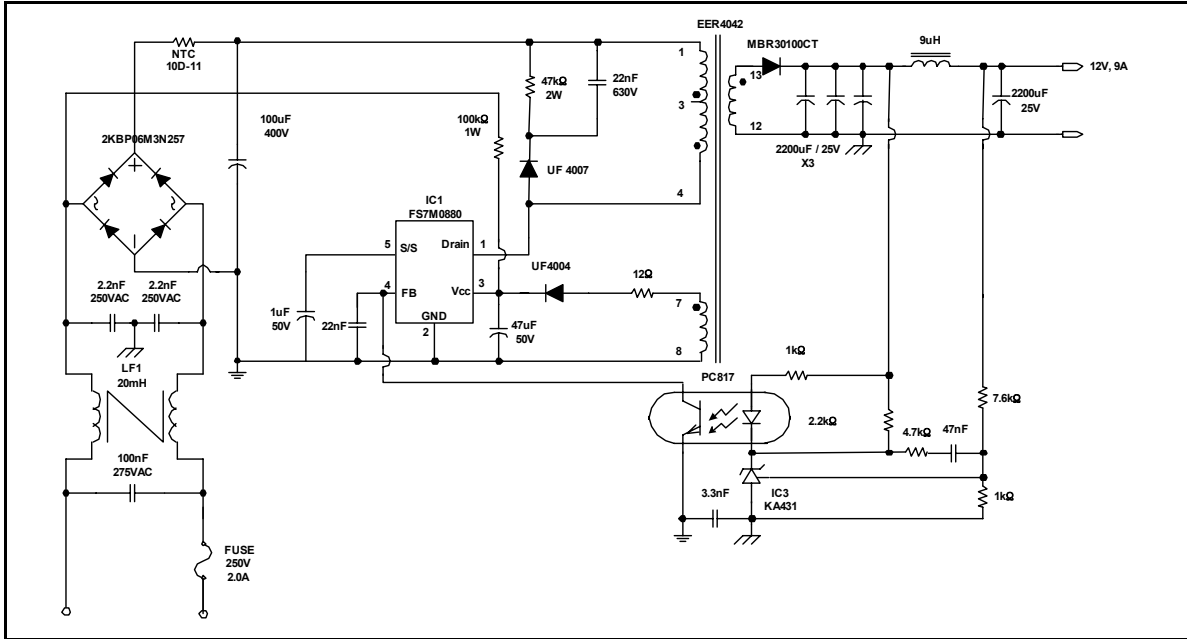 EER4042
NTC
10D-11
1
47kΩ
2W
22nF
630V
MBR30100CT
9uH
12V, 9A
13
3
12
2200uF
25V
100uF
400V
100kΩ
1W
2KBP06M3N257
+
~
~
−
UF 4007
4
2200uF / 25V
X3
IC1
FS7M0880
5
S/S
Drain
1
UF4004
12Ω
4
FB
Vcc
3
7
GND
2
2.2nF
250VAC
2.2nF
250VAC
1uF
50V
22nF
47uF
50V
8
LF1
20mH
PC817
1kΩ
7.6kΩ
2.2kΩ
4.7kΩ
47nF
100nF
275VAC
3.3nF
IC3
KA431
1kΩ
FUSE
250V
2.0A